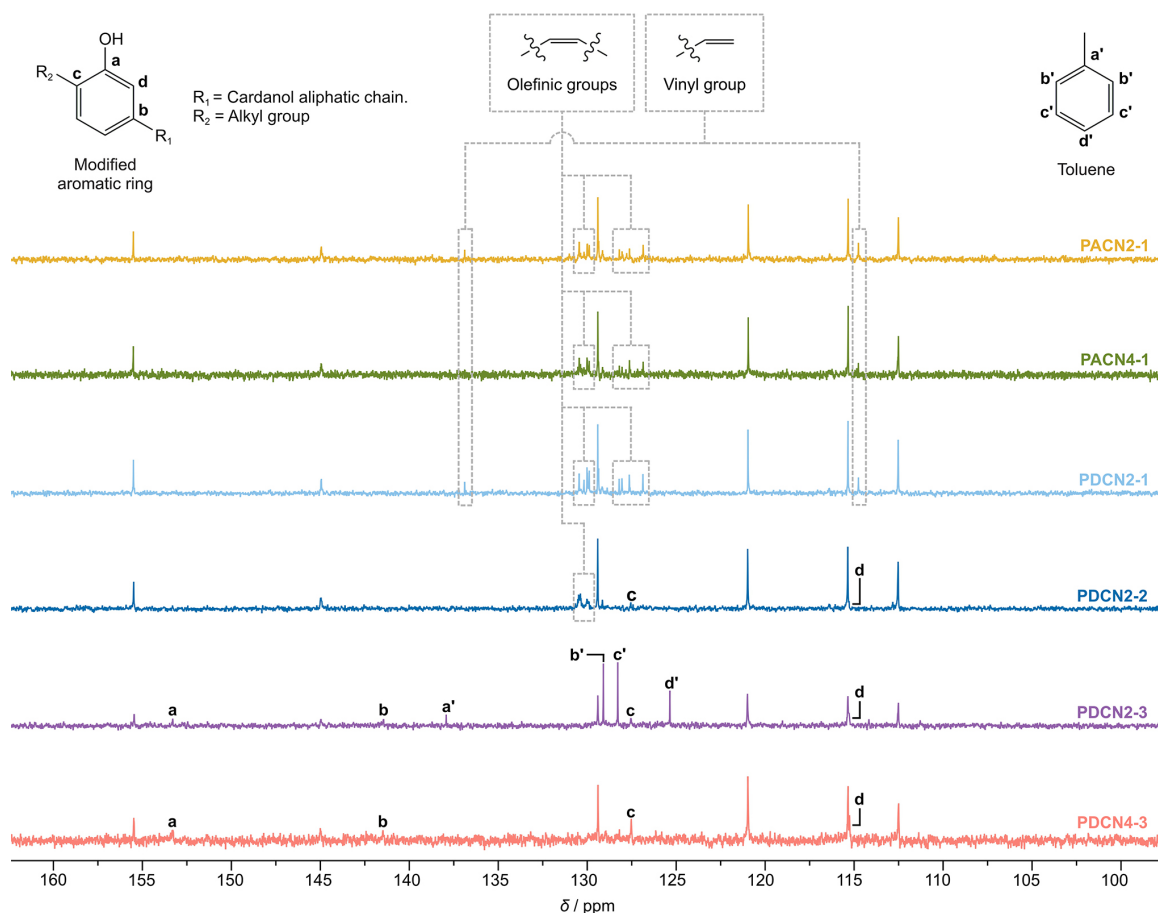 OH
a
R2
c
d
b
R1
R1 = Cardanol aliphatic chain.
R2 = Alkyl group
Modified
aromatic ring
Olefinic groups
Vinyl group
a'
b'
b'
c'
c'
d'
Toluene
PACN2-1
PACN4-1
PDCN2-1
c
d
PDCN2-2
a
b
a'
b'
c'
c
d'
d
PDCN2-3
a
b
c
d
PDCN4-3
160
155
150
145
140
135
130
125
120
115
110
105
100
δ / ppm